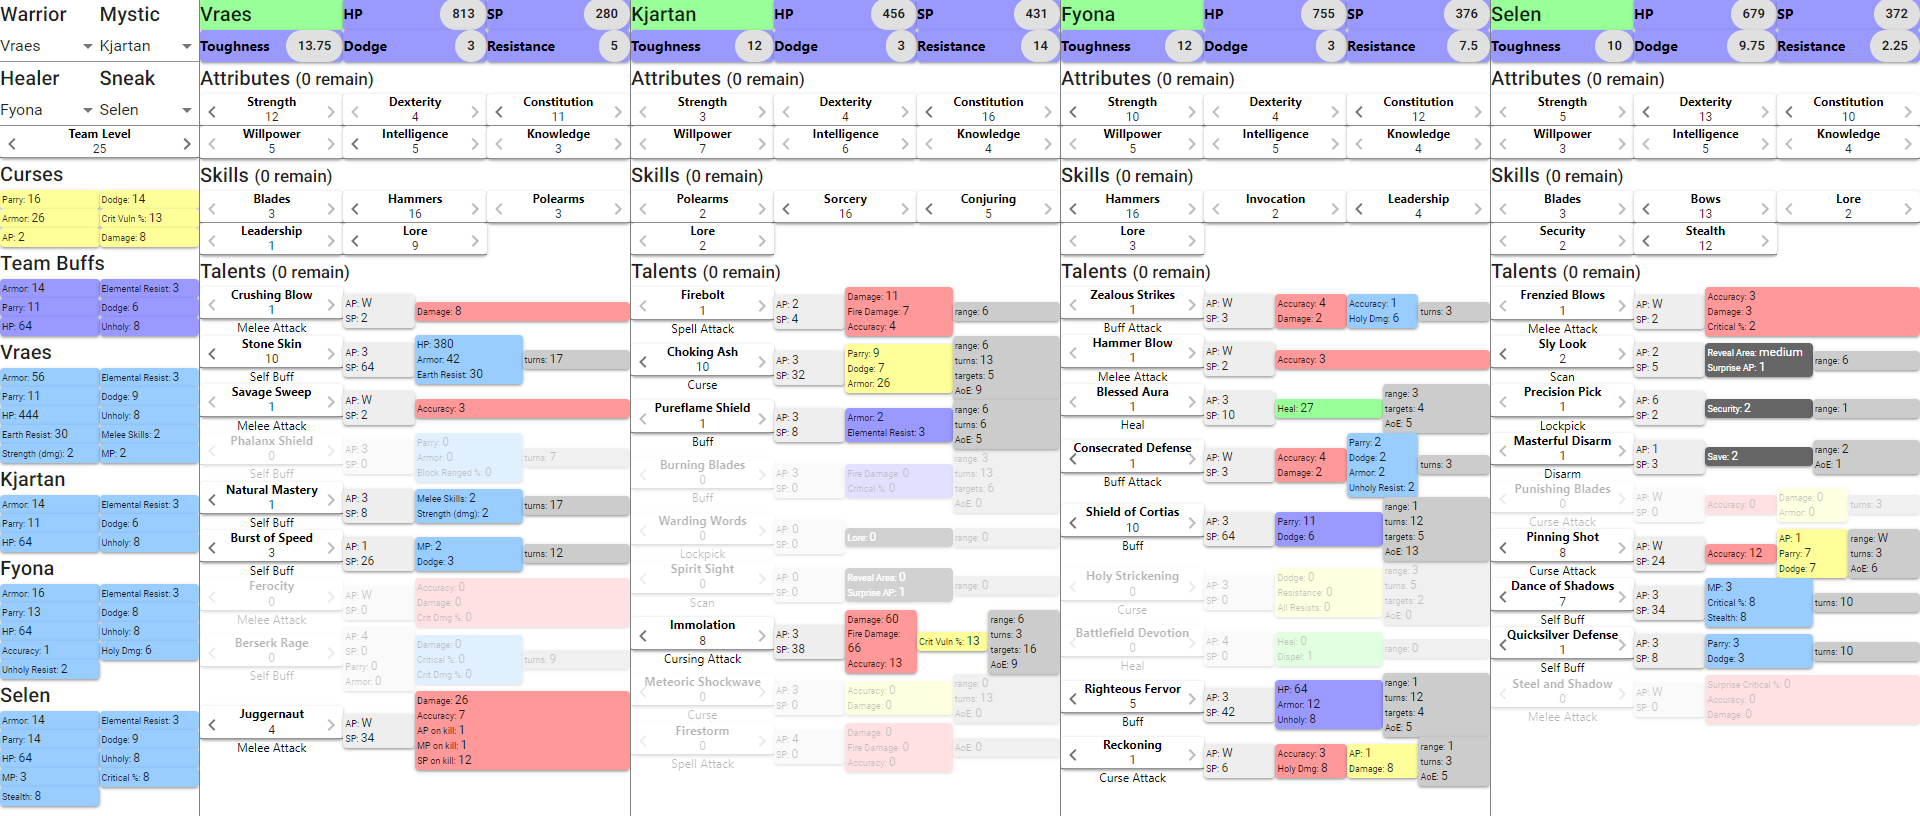 Warrior Mystic
Vraes Kjartan
Healer Sneak
Fyona Selen
Team Level
25
Curses
Parry: 16 Dodge: 14
Armor: 26 Crit Vuln %: 13
AP: 2 Damage: 8
Team Buffs
Armor: 14 Elemental Resist: 3
Parry: 11 Dodge: 6
HP: 64 Unholy: 8
Vraes
Armor: 56 Elemental Resist: 3
Parry: 11 Dodge: 9
HP: 444 Unholy: 8
Earth Resist: 30 Melee Skills: 2
Strength (dmg): 2 MP: 2
Kjartan
Armor: 14 Elemental Resist: 3
Parry: 11 Dodge: 6
HP: 64 Unholy: 8
Fyona
Armor: 16 Elemental Resist: 3
Parry: 13 Dodge: 8
HP: 64 Unholy: 8
Accuracy: 1 Holy Dmg: 6
Unholy Resist: 2
Selen
Armor: 14 Elemental Resist: 3
Parry: 14 Dodge: 9
HP: 64 Unholy: 8
MP: 3 Critical %: 8
Stealth: 8
Vraes HP 813 SP 280
Toughness 13.75 Dodge 3 Resistance 5
Attributes (0 remain)
Strength Dexterity Constitution
12 4 11
Willpower Intelligence Knowledge
5 5 3
Skills (0 remain)
Blades Hammers Polearms
3 16 3
Leadership Lore
1 9
Talents (0 remain)
Crushing Blow
1
Melee Attack
AP: W
SP: 2
Damage: 8
Stone Skin
10
Self Buff
AP: 3
SP: 64
HP: 380
Armor: 42
Earth Resist: 30
turns: 17
Savage Sweep
1
Melee Attack
AP: W
SP: 2
Accuracy: 3
Phalanx Shield
0
Self Buff
AP: 3
SP: 0
Parry: 0
Armor: 0
Block Ranged %: 0
turns: 7
Natural Mastery
1
Self Buff
AP: 3
SP: 8
Melee Skills: 2
Strength (dmg): 2
turns: 17
Burst of Speed
3
Self Buff
AP: 1
SP: 26
MP: 2
Dodge: 3
turns: 12
Ferocity
0
Melee Attack
AP: W
SP: 0
Accuracy: 0
Damage: 0
Crit Dmg %: 0
Berserk Rage
0
Self Buff
AP: 4
SP: 0
Parry: 0
Armor: 0
Damage: 0
Critical %: 0
Crit Dmg %: 0
turns: 9
Juggernaut
4
Melee Attack
AP: W
SP: 34
Damage: 26
Accuracy: 7
AP on kill: 1
MP on kill: 1
SP on kill: 12
Kjartan HP 456 SP 431
Toughness 12 Dodge 3 Resistance 14
Attributes (0 remain)
Strength Dexterity Constitution
3 4 16
Willpower Intelligence Knowledge
7 6 4
Skills (0 remain)
Polearms Sorcery Conjuring
2 16 5
Lore
2
Talents (0 remain)
Firebolt
1
Spell Attack
AP: 2
SP: 4
Damage: 11
Fire Damage: 7
Accuracy: 4
range: 6
Choking Ash
10
Curse
AP: 3
SP: 32
Parry: 9
Dodge: 7
Armor: 26
range: 6
turns: 13
targets: 5
AoE: 9
Pureflame Shield
1
Buff
AP: 3
SP: 8
Armor: 2
Elemental Resist: 3
range: 6
turns: 6
AoE: 5
Burning Blades
0
Buff
AP: 3
SP: 0
Fire Damage: 0
Critical %: 0
range: 3
turns: 13
targets: 6
AoE: 0
Warding Words
0
Lockpick
AP: 0
SP: 0
Lore: 0
range: 0
Spirit Sight
0
Scan
AP: 0
SP: 0
Reveal Area: 0
Surprise AP: 1
range: 0
Immolation
8
Cursing Attack
AP: 3
SP: 38
Damage: 60
Fire Damage:
66
Accuracy: 13
Crit Vuln %: 13
range: 6
turns: 3
targets: 16
AoE: 9
Meteoric Shockwave
0
Curse
AP: 3
SP: 0
Accuracy: 0
Damage: 0
range: 0
turns: 13
AoE: 0
Firestorm
0
Spell Attack
AP: 4
SP: 0
Damage: 0
Fire Damage: 0
Accuracy: 0
AoE: 0
Fyona HP 755 SP 376
Toughness 12 Dodge 3 Resistance 7.5
Attributes (0 remain)
Strength Dexterity Constitution
10 4 12
Willpower Intelligence Knowledge
5 5 4
Skills (0 remain)
Hammers Invocation Leadership
16 2 4
Lore
3
Talents (0 remain)
Zealous Strikes
1
Buff Attack
AP: W
SP: 3
Accuracy: 4
Damage: 2
Accuracy: 1
Holy Dmg: 6
turns: 3
Hammer Blow
1
Melee Attack
AP: W
SP: 2
Accuracy: 3
Blessed Aura
1
Heal
AP: 3
SP: 10
Heal: 27
range: 3
targets: 4
AoE: 5
Consecrated Defense
1
Buff Attack
AP: W
SP: 3
Accuracy: 4
Damage: 2
Parry: 2
Dodge: 2
Armor: 2
Unholy Resist: 2
turns: 3
Shield of Cortias
10
Buff
AP: 3
SP: 64
Parry: 11
Dodge: 6
range: 1
turns: 12
targets: 5
AoE: 13
Holy Strickening
0
Curse
AP: 3
SP: 0
Dodge: 0
Resistance: 0
All Resists: 0
range: 3
turns: 5
targets: 2
AoE: 0
Battlefield Devotion
0
Heal
AP: 4
SP: 0
Heal: 0
Dispel: 1
range: 0
Righteous Fervor
5
Buff
AP: 3
SP: 42
HP: 64
Armor: 12
Unholy: 8
range: 1
turns: 12
targets: 4
AoE: 5
Reckoning
1
Curse Attack
AP: W
SP: 6
Accuracy: 3
Holy Dmg: 8
AP: 1
Damage: 8
range: 1
turns: 3
AoE: 5
Selen HP 679 SP 372
Toughness 10 Dodge 9.75 Resistance 2.25
Attributes (0 remain)
Strength Dexterity Constitution
5 13 10
Willpower Intelligence Knowledge
3 5 4
Skills (0 remain)
Blades Bows Lore
3 13 2
Security Stealth
2 12
Talents (0 remain)
Frenzied Blows
1
Melee Attack
AP: W
SP: 2
Accuracy: 3
Damage: 3
Critical %: 2
Sly Look
2
Scan
AP: 2
SP: 5
Reveal Area: medium
Surprise AP: 1
range: 6
Precision Pick
1
Lockpick
AP: 6
SP: 2
Security: 2
range: 1
Masterful Disarm
1
Disarm
AP: 1
SP: 3
Save: 2
range: 2
AoE: 1
Punishing Blades
0
Curse Attack
AP: W
SP: 0
Accuracy: 0
Damage: 0
Armor: 0
turns: 3
Pinning Shot
8
Curse Attack
AP: W
SP: 24
Accuracy: 12
AP: 1
Parry: 7
Dodge: 7
range: W
turns: 3
AoE: 6
Dance of Shadows
7
Self Buff
AP: 3
SP: 34
MP: 3
Critical %: 8
Stealth: 8
turns: 10
Quicksilver Defense
1
Self Buff
AP: 3
SP: 8
Parry: 3
Dodge: 3
turns: 10
Steel and Shadow
0
Melee Attack
AP: W
SP: 0
Surprise Critical %: 0
Accuracy: 0
Damage: 0